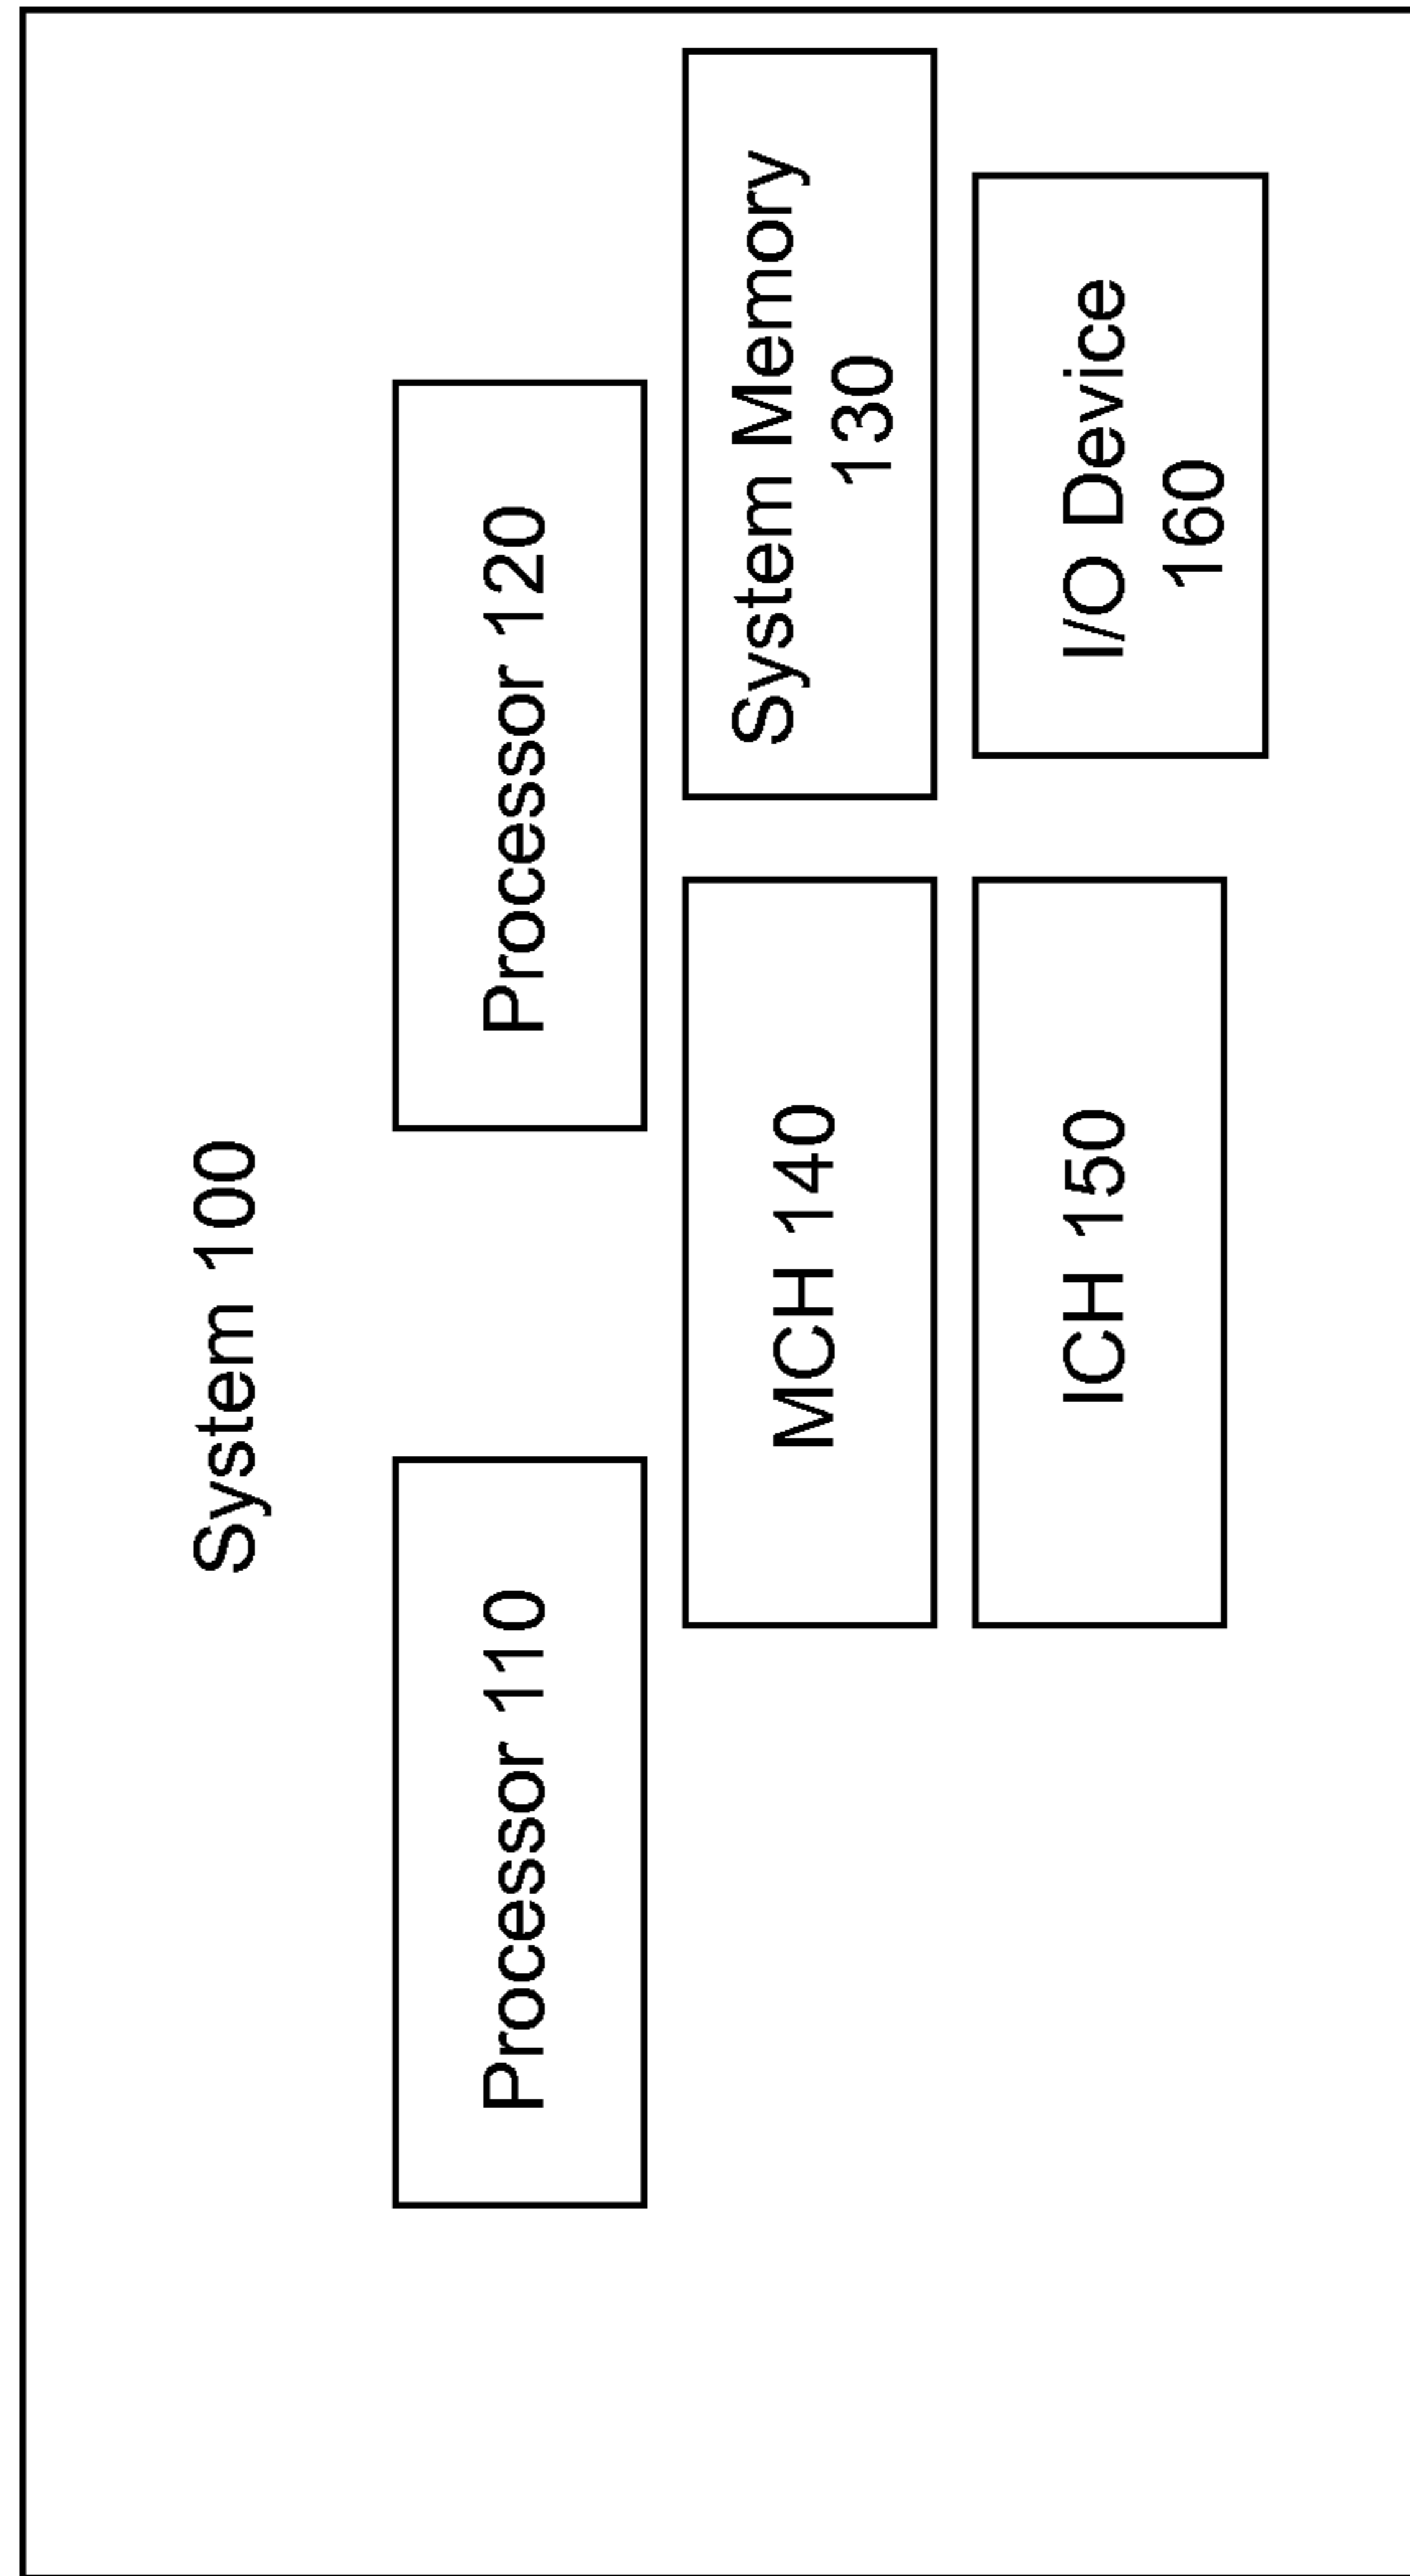 System 100
Processor 110
Processor 120
MCH 140
System Memory
130
ICH 150
I/O Device
160